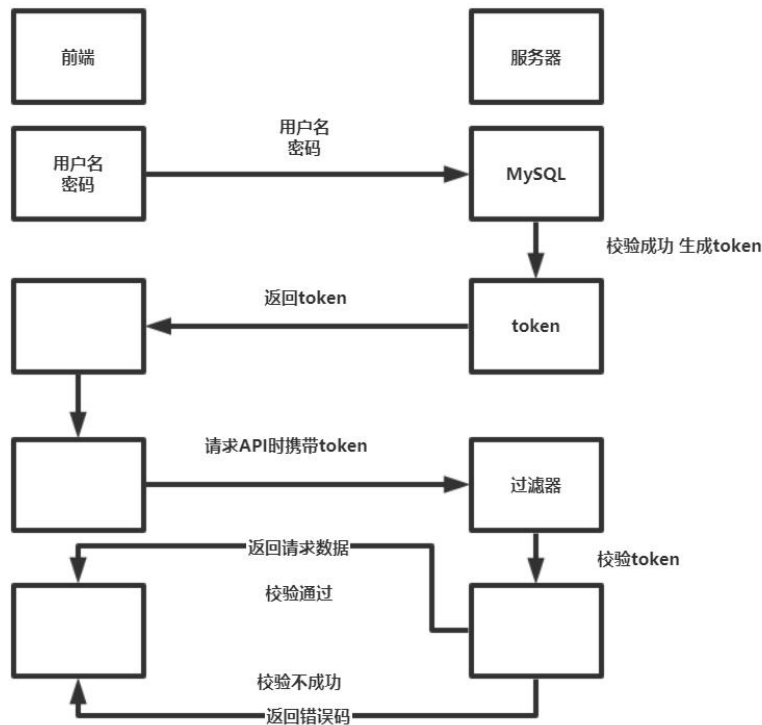 前端
服务器
用户名
密码
用户名
密码
MySQL
校验成功 生成token
返回token
token
请求API时携带token
过滤器
校验token
返回请求数据
校验通过
校验不成功
返回错误码